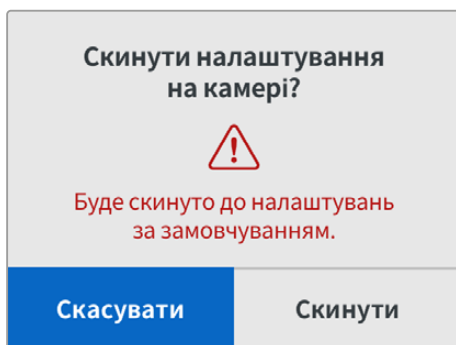 Скинути налаштування
на камері?
Буде скинуто до налаштувань
за замовчуванням.
Скасувати
Скинути